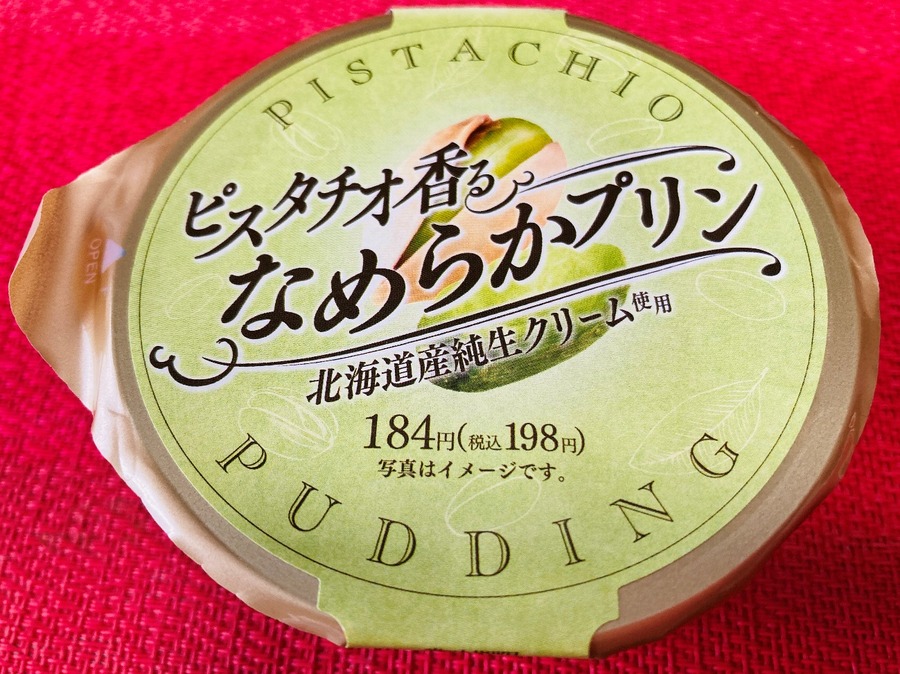 PISTACHIO
ピスタチオ香る
なめらかプリン
北海道産純生クリーム使用
184円(税込198円)
写真はイメージです。
PUDDING
OPEN